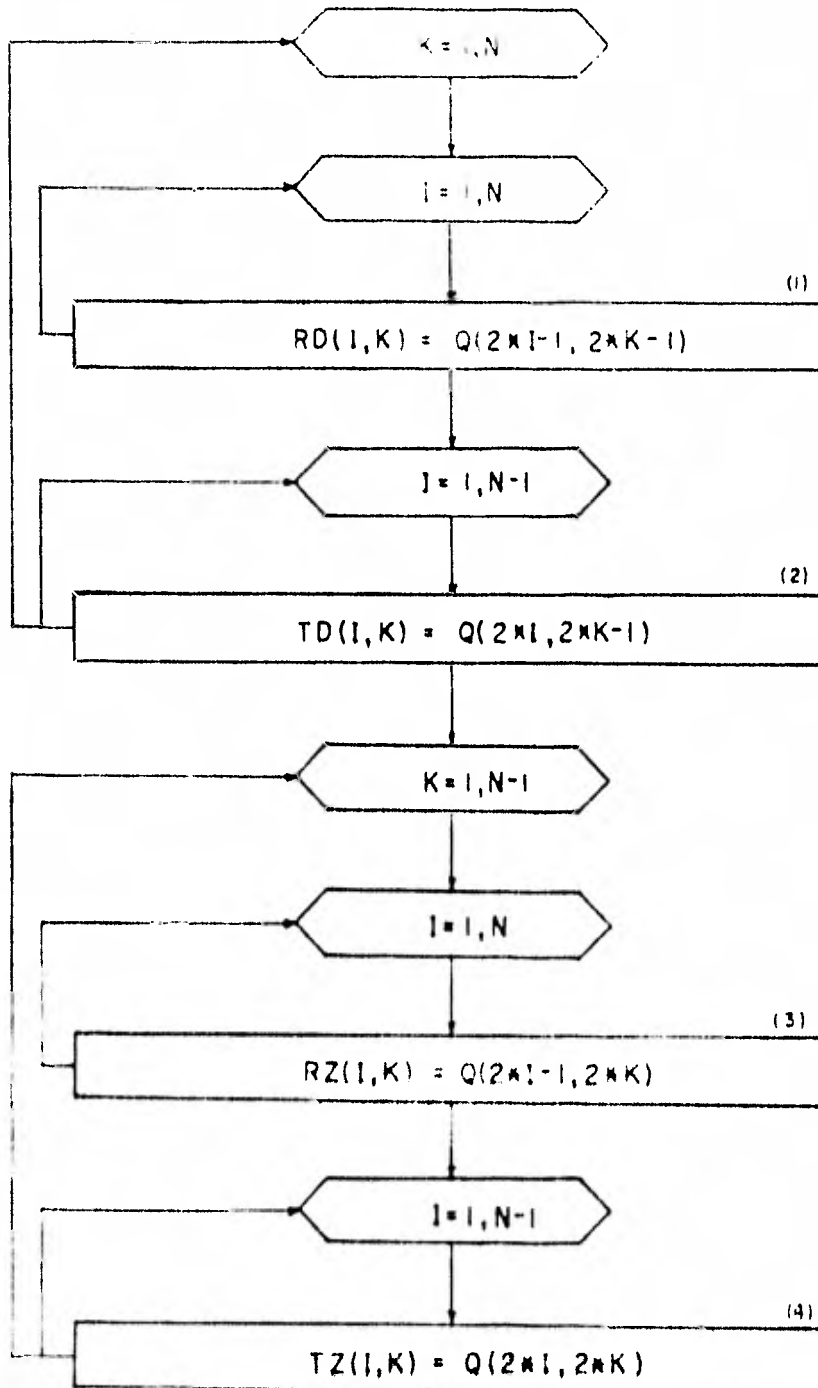 K = 1, N
I = 1, N
(1)
RD(I,K) = Q(2*I-1, 2*K-1)
I = 1, N-1
(2)
TD(I,K) = Q(2*I, 2*K-1)
K = 1, N-1
I = 1, N
(3)
RZ(I,K) = Q(2*I-1, 2*K)
I = 1, N-1
(4)
TZ(I,K) = Q(2*I, 2*K)